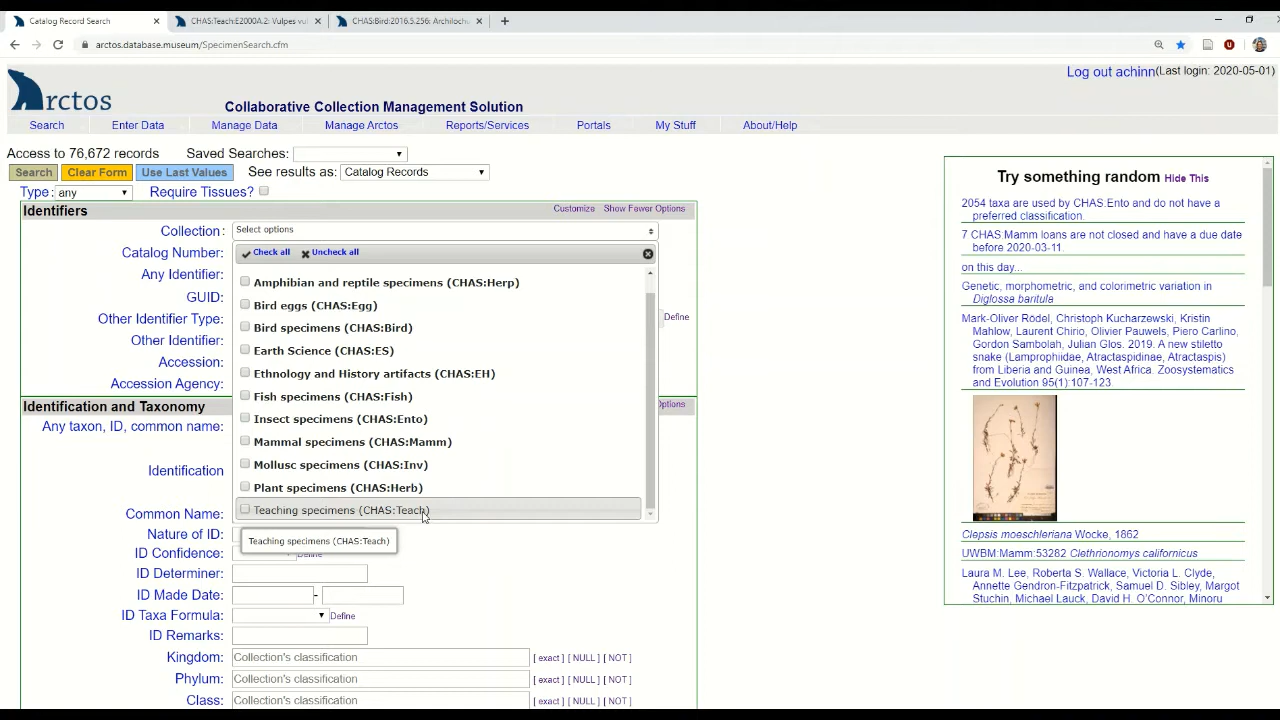 Catalog Record Search
CHAS:Teach:E2000A.2: Vulpes vul
CHAS:Bird:2016.5.256: Archiloch
arctos.database.museum/SpecimenSearch.cfm
Log out achinn(Last login: 2020-05-01)
Arctos
Collaborative Collection Management Solution
Search Enter Data Manage Data Manage Arctos Reports/Services Portals My Stuff About/Help
Access to 76,672 records Saved Searches:
Search Clear Form Use Last Values See results as: Catalog Records
Type: any Require Tissues?
Identifiers Customize Show Fewer Options
Collection: Select options
Check all Uncheck all
Catalog Number:
Any Identifier:
GUID:
Other Identifier Type: Define
Other Identifier:
Accession:
Accession Agency:
Amphibian and reptile specimens (CHAS:Herp)
Bird eggs (CHAS:Egg)
Bird specimens (CHAS:Bird)
Earth Science (CHAS:ES)
Ethnology and History artifacts (CHAS:EH)
Fish specimens (CHAS:Fish)
Insect specimens (CHAS:Ento)
Mammal specimens (CHAS:Mamm)
Mollusc specimens (CHAS:Inv)
Plant specimens (CHAS:Herb)
Teaching specimens (CHAS:Teach)
Teaching specimens (CHAS:Teach)
Identification and Taxonomy Options
Any taxon, ID, common name:
Identification
Common Name:
Nature of ID:
ID Confidence: Define
ID Determiner:
ID Made Date: -
ID Taxa Formula: Define
ID Remarks:
Kingdom: Collection's classification [ exact ] [ NULL ] [ NOT ]
Phylum: Collection's classification [ exact ] [ NULL ] [ NOT ]
Class: Collection's classification [ exact ] [ NULL ] [ NOT ]
Try something random Hide This
2054 taxa are used by CHAS:Ento and do not have a
preferred classification.
7 CHAS Mamm loans are not closed and have a due date
before 2020-03-11.
on this day...
Genetic, morphometric, and colorimetric variation in
Diglossa baritula
Mark-Oliver Rödel, Christoph Kucharzewski, Kristin
Mahlow, Laurent Chirio, Olivier Pauwels, Piero Carlino,
Gordon Sambolah, Julian Glos. 2019. A new stiletto
snake (Lamprophiidae, Atractaspidinae, Atractaspis)
from Liberia and Guinea, West Africa. Zoosystematics
and Evolution 95(1):107-123.
Clepsis moeschleriana Wocke, 1862
UWBM:Mamm:53282 Clethrionomys californicus
Laura M. Lee, Roberta S. Wallace, Victoria L. Clyde,
Annette Gendron-Fitzpatrick, Samuel D. Sibley, Margot
Stuchin, Michael Lauck, David H. O'Connor, Minoru